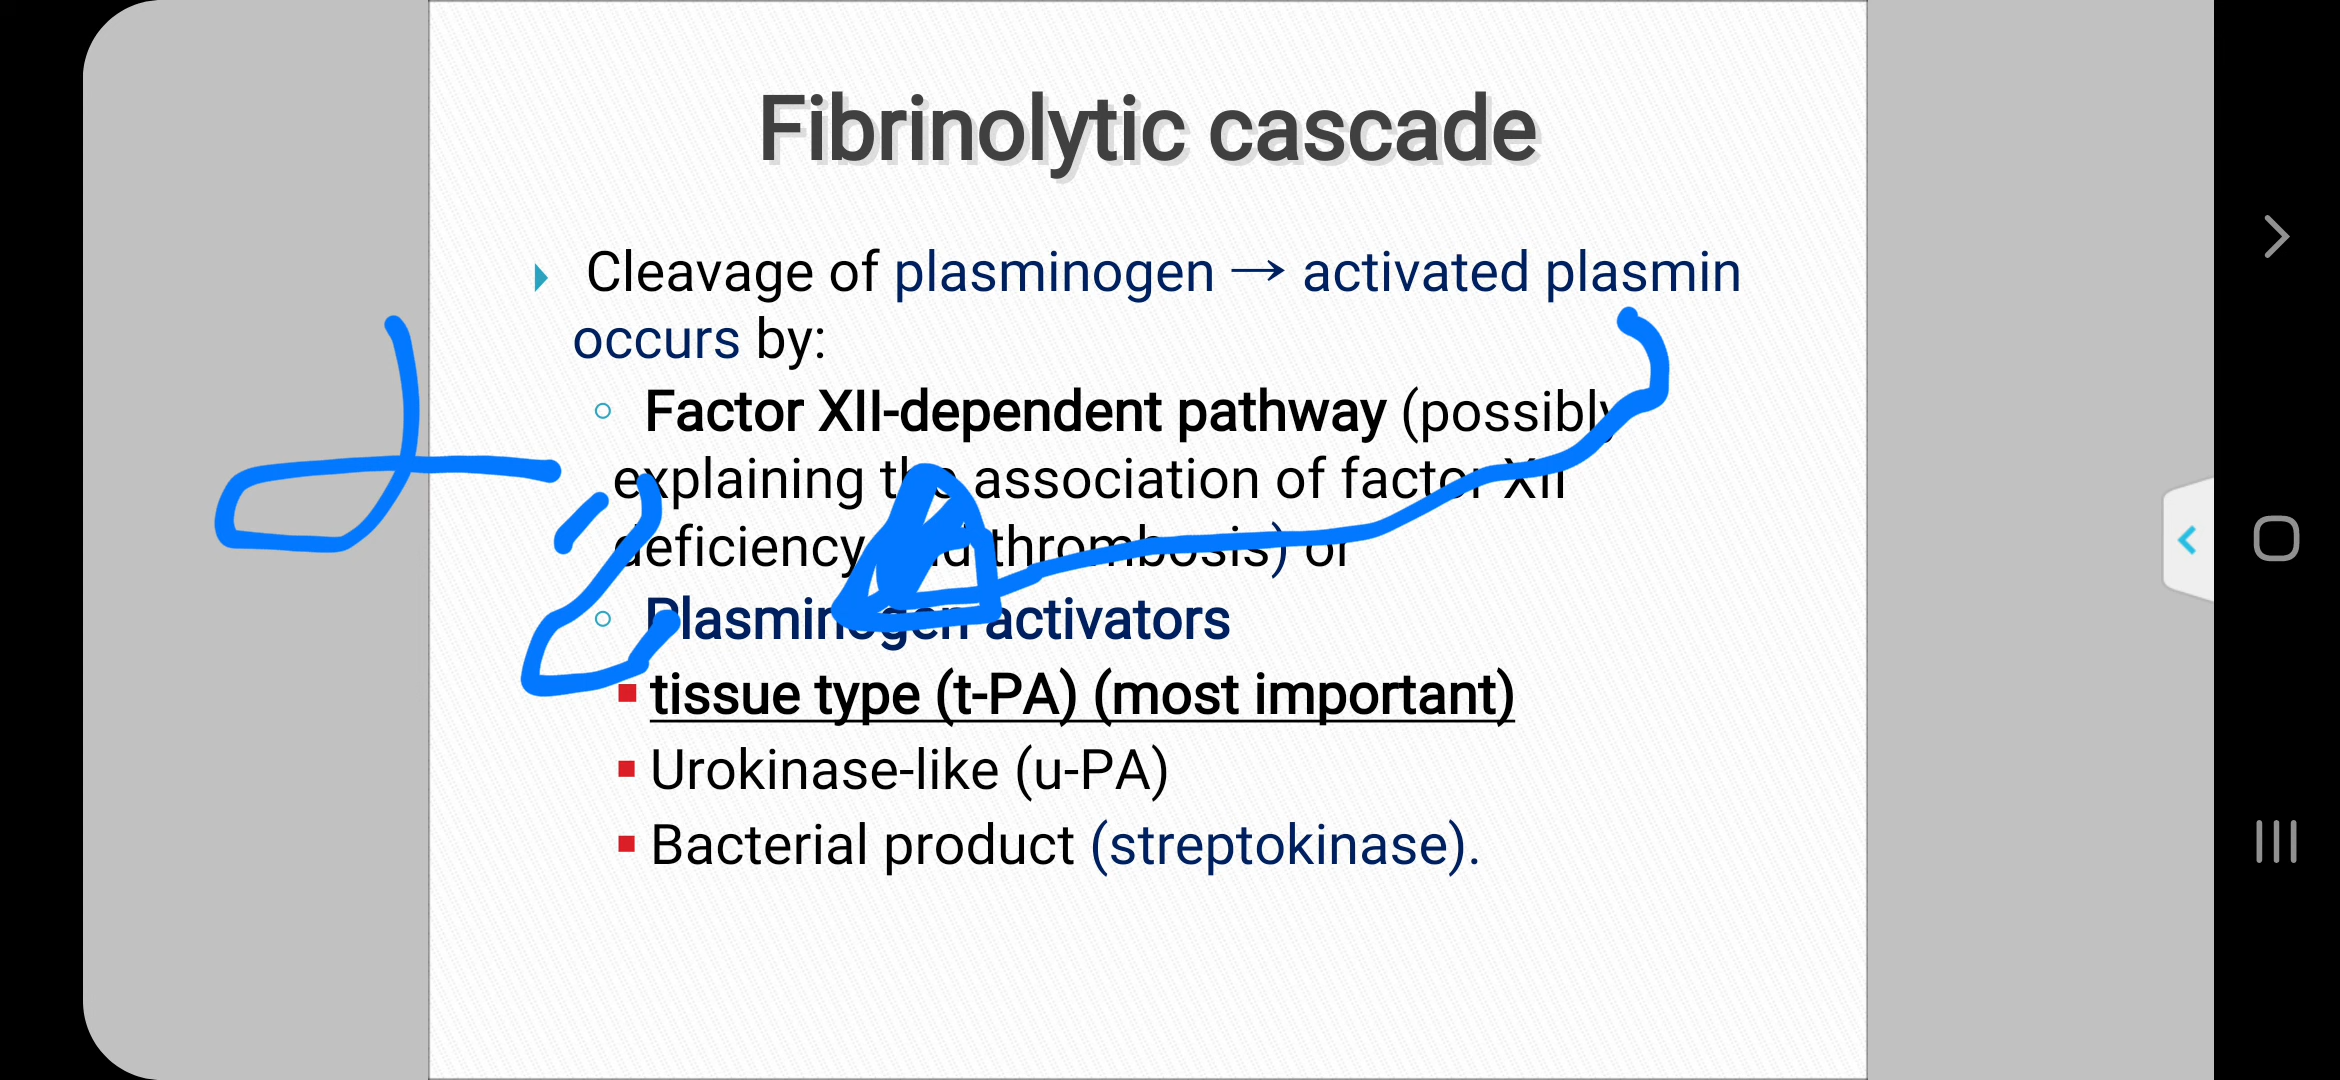 Fibrinolytic cascade
Cleavage of plasminogen → activated plasmin
occurs by:
Factor XII-dependent pathway (possibly
explaining the association of factor XII
deficiency and thrombosis) or
Plasminogen activators
tissue type (t-PA) (most important)
Urokinase-like (u-PA)
Bacterial product (streptokinase).